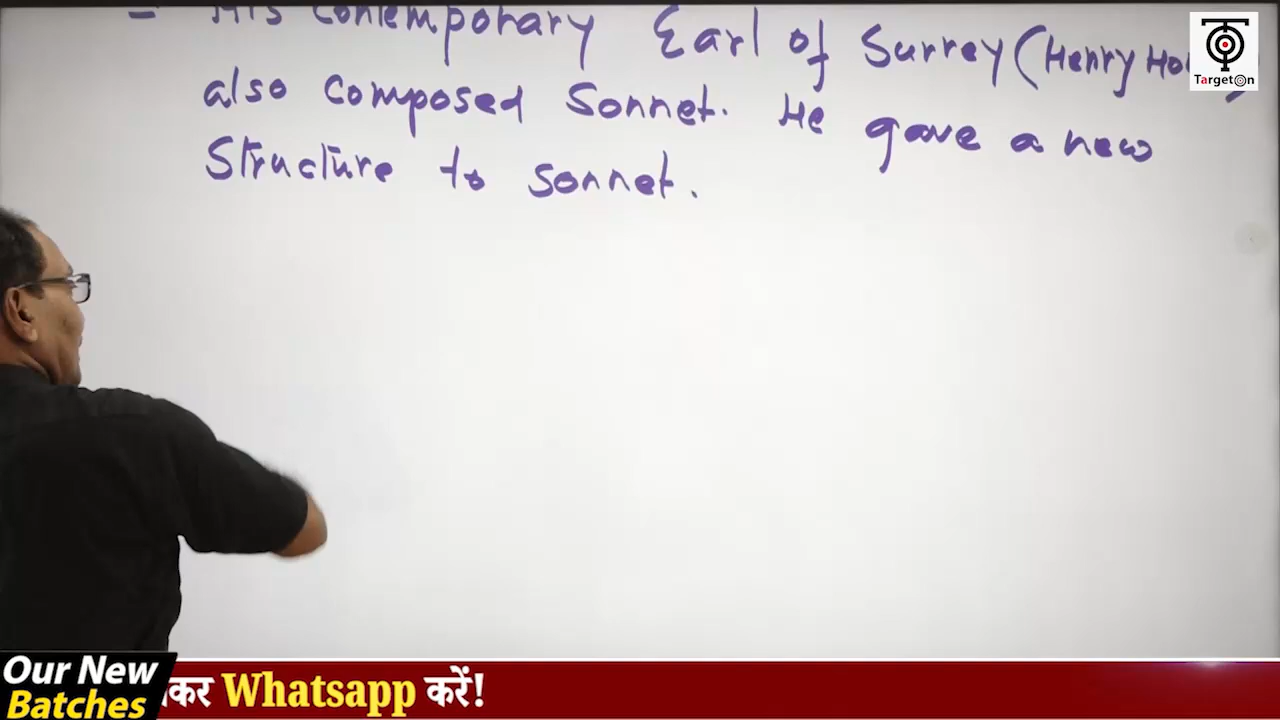 - His contemporary Earl of Surrey (Henry
also composed Sonnet. He gave a new
Structure to sonnet.
TargetOn
Our New
Batches
कर Whatsapp करें!